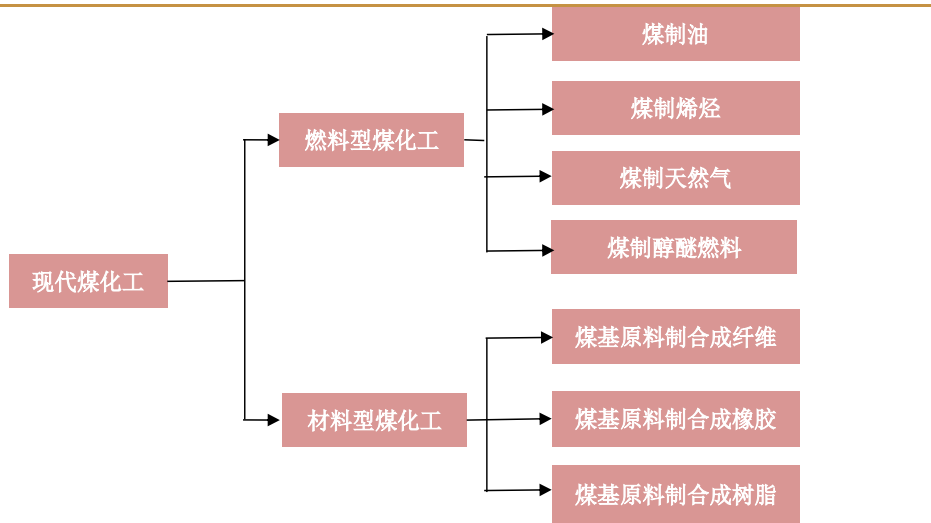 现代煤化工
燃料型煤化工
煤制油
煤制烯烃
煤制天然气
煤制醇醚燃料
材料型煤化工
煤基原料制合成纤维
煤基原料制合成橡胶
煤基原料制合成树脂